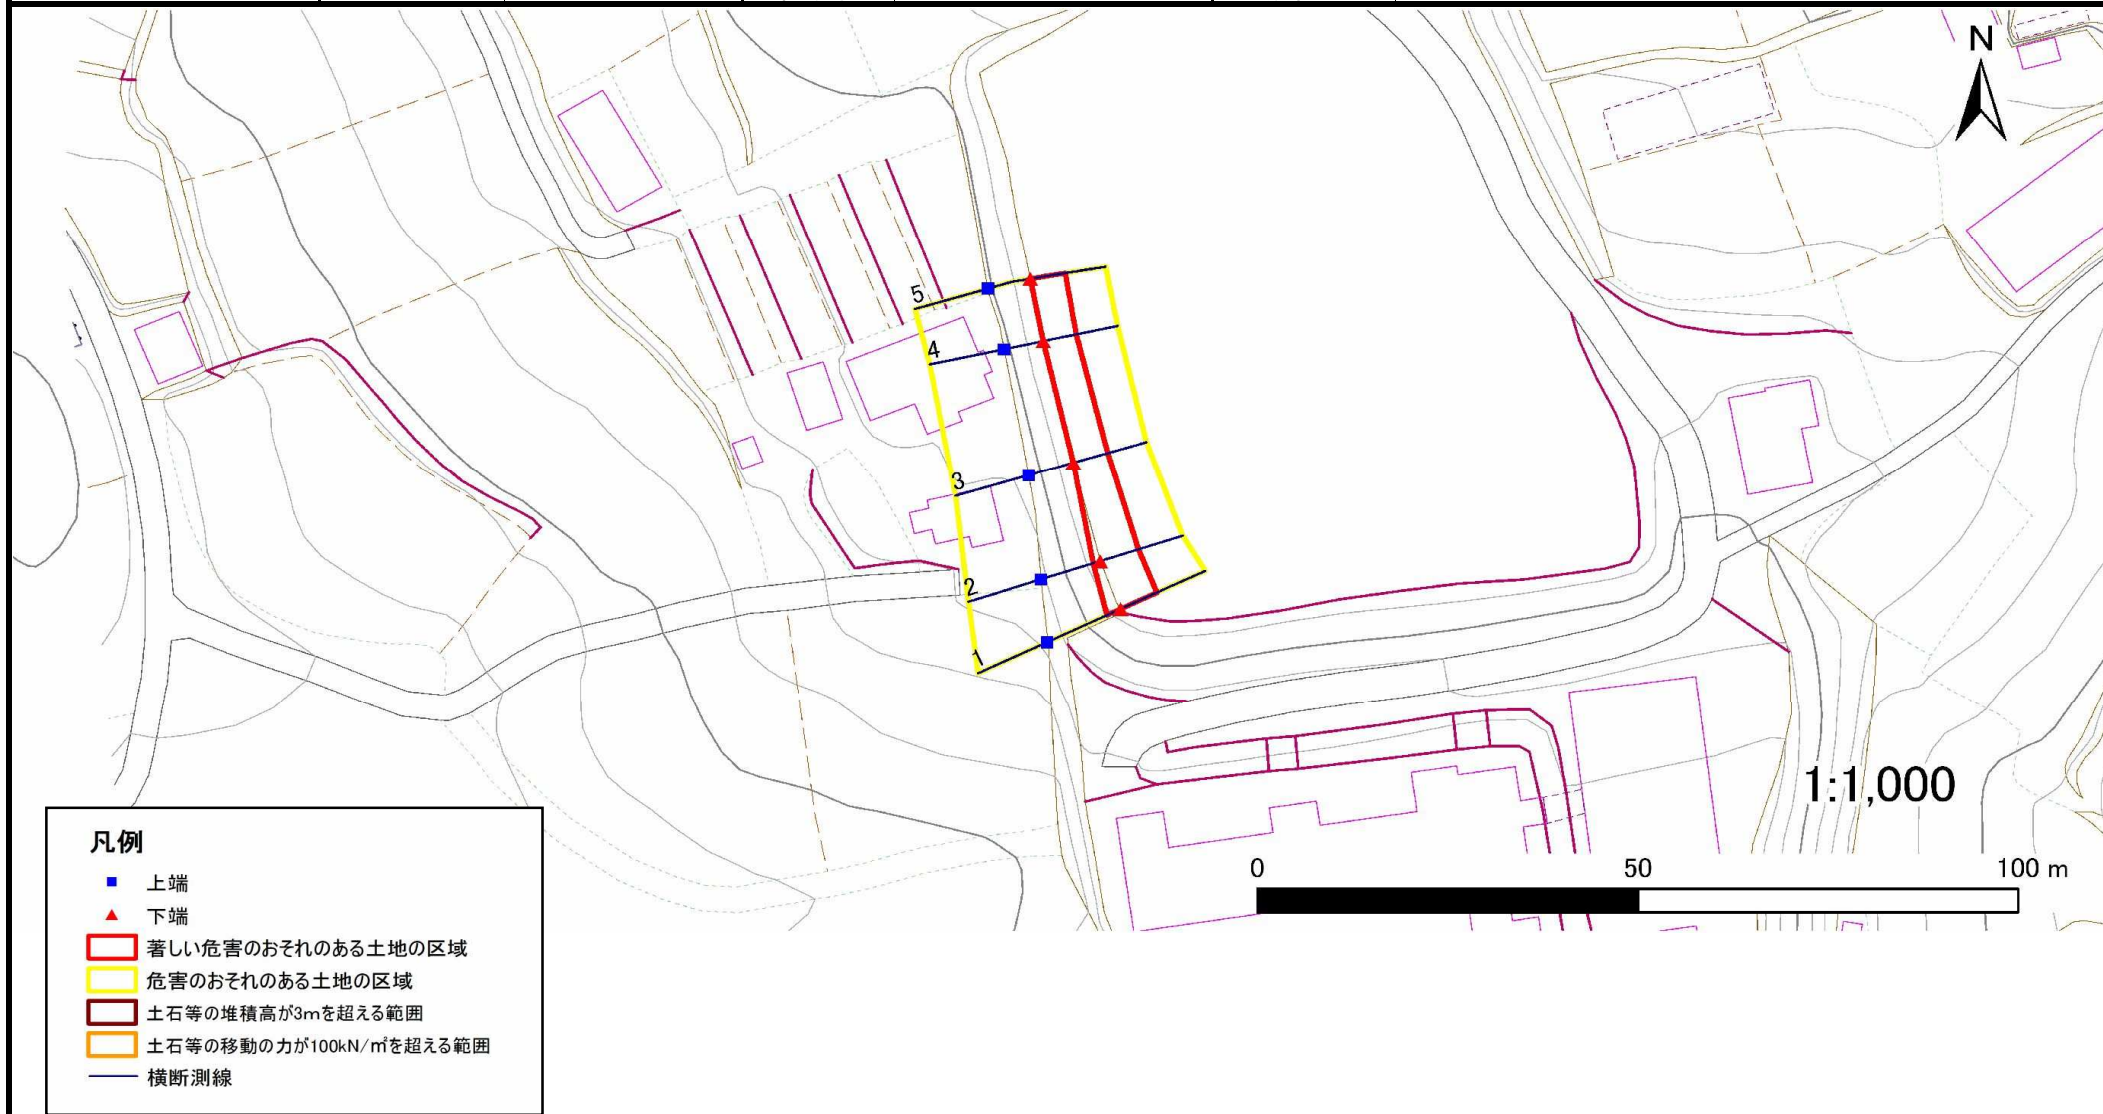 N
5
4
3
2
1
1:1,000
0 50 100 m
凡例
上端
下端
著しい危害のおそれのある土地の区域
危害のおそれのある土地の区域
土石等の堆積高が3mを超える範囲
土石等の移動の力が100kN/㎡を超える範囲
横断測線